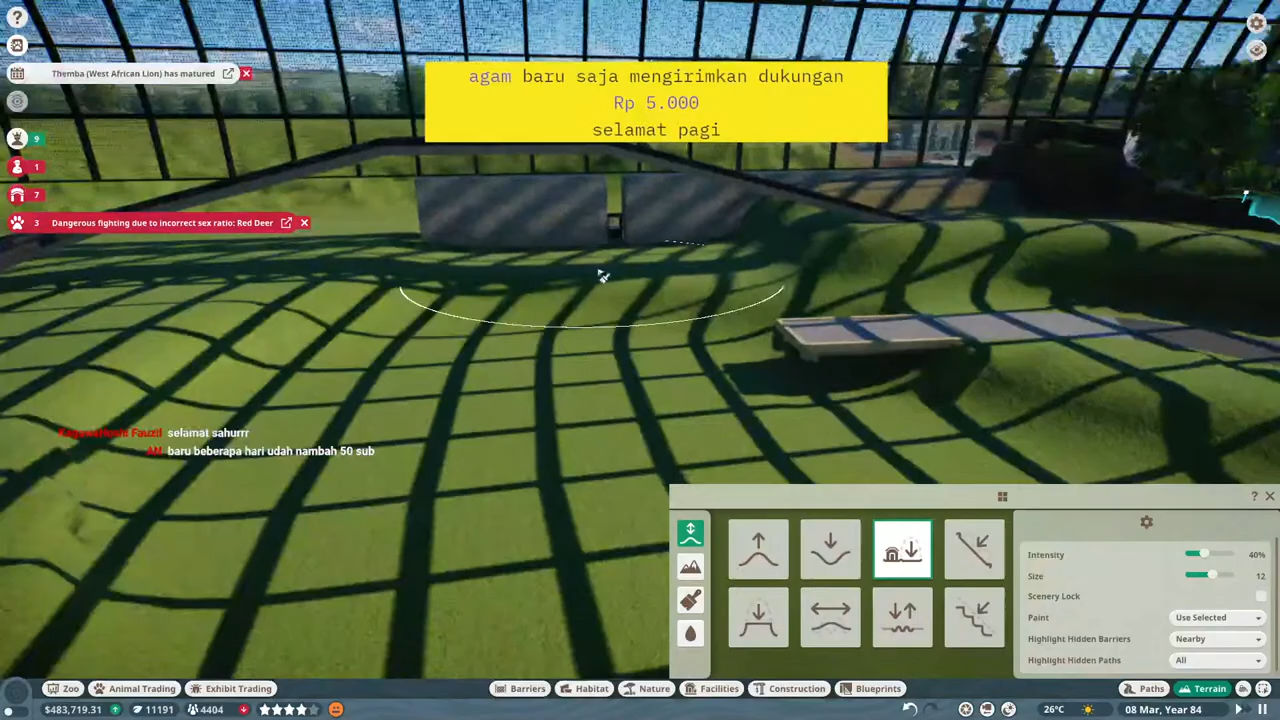 Themba (West African Lion) has matured
agam baru saja mengirimkan dukungan
Rp 5.000
selamat pagi
9
1
7
3 Dangerous fighting due to incorrect sex ratio: Red Deer
selamat sahurrr
baru beberapa hari udah nambah 50 sub
Intensity 40%
Size 12
Scenery Lock
Paint Use Selected
Highlight Hidden Barriers Nearby
Highlight Hidden Paths All
Zoo Animal Trading Exhibit Trading Barriers Habitat Nature Facilities Construction Blueprints Paths Terrain
$483,719.31 11191 4404 26°C 08 Mar, Year 84